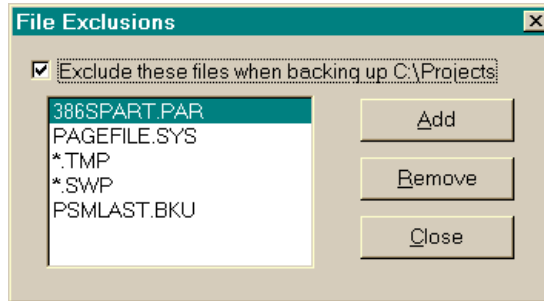 File Exclusions
Exclude these files when backing up C:\Projects
386SPART.PAR
PAGEFILE.SYS
*.TMP
*.SWP
PSMLAST.BKU
Add
Remove
Close